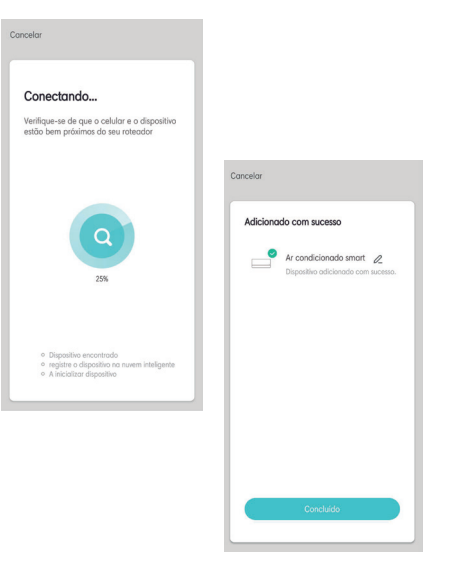 Cancelar
Conectando...
Verifique-se de que o celular e o dispositivo
estão bem próximos do seu roteador
25%
Dispositivo encontrado
registre o dispositivo na nuvem inteligente
A inicializar dispositivo
Cancelar
Adicionado com sucesso
Ar condicionado smart
Dispositivo adicionado com sucesso.
Concluído